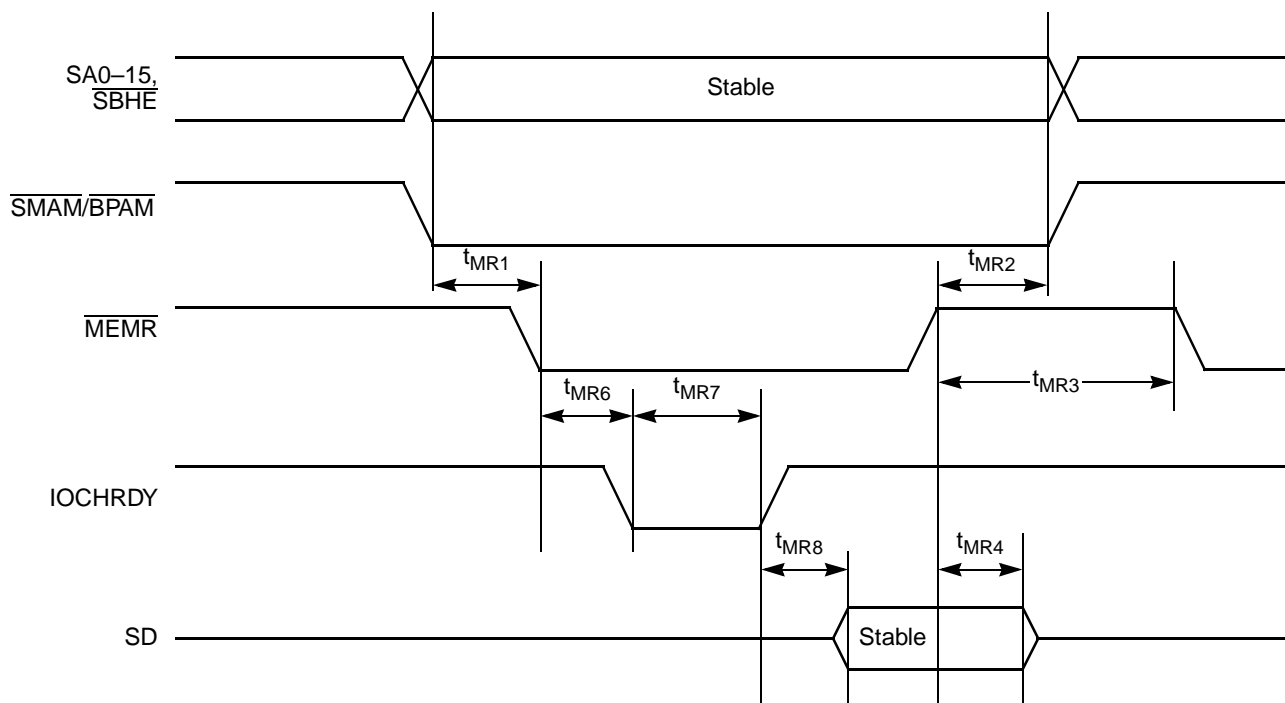 SA0–15,
SBHE
Stable
SMAM/BPAM
tMR1
tMR2
MEMR
tMR6
tMR7
tMR3
IOCHRDY
tMR8
tMR4
SD
Stable